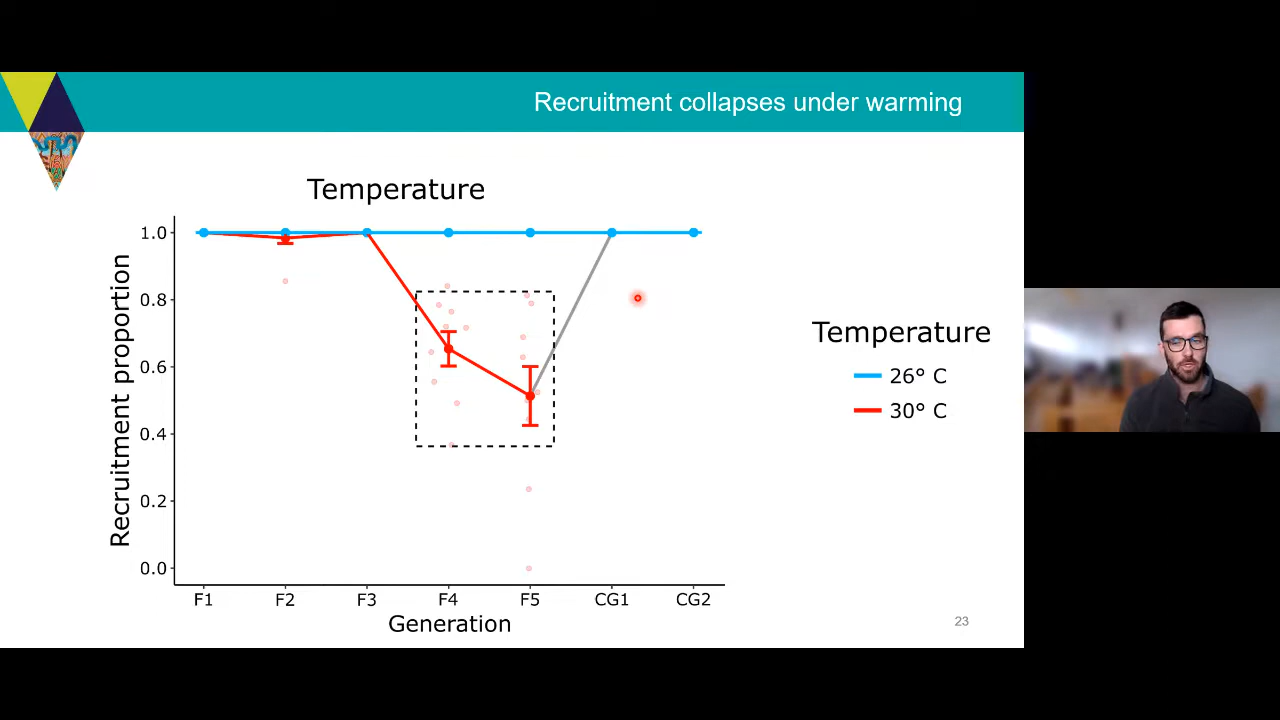 Recruitment collapses under warming
Temperature
Recruitment proportion
1.0
0.8
0.6
0.4
0.2
0.0
F1 F2 F3 F4 F5 CG1 CG2
Generation
Temperature
26° C
30° C
23